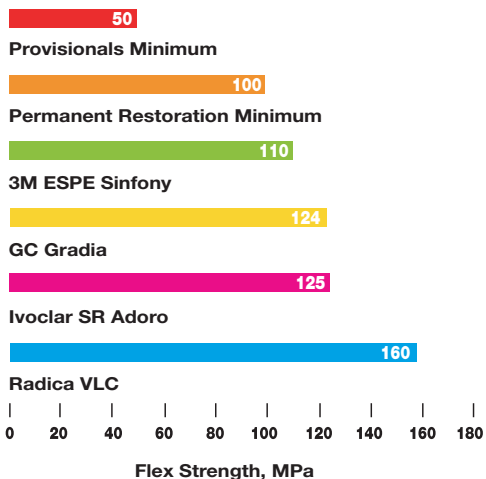 50
Provisionals Minimum
100
Permanent Restoration Minimum
110
3M ESPE Sinfony
124
GC Gradia
125
Ivoclar SR Adoro
160
Radica VLC
0 20 40 60 80 100 120 140 160 180
Flex Strength, MPa